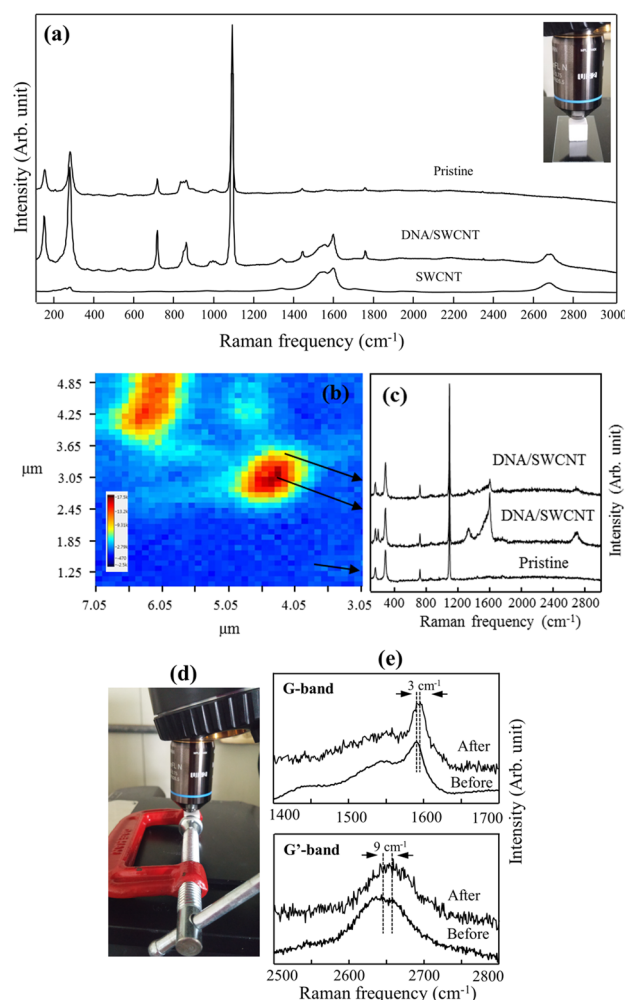 (a)
Intensity (Arb. unit)
Pristine
DNA/SWCNT
SWCNT
200 400 600 800 1000 1200 1400 1600 1800 2000 2200 2400 2600 2800 3000
Raman frequency (cm-1)
(b)
μm
4.85
4.25
3.65
3.05
2.45
1.85
1.25
7.05 6.05 5.05 4.05 3.05
μm
(c)
DNA/SWCNT
DNA/SWCNT
Pristine
Intensity (Arb. unit)
400 800 1200 1600 2000 2400 2800
Raman frequency (cm-1)
(d)
(e)
G-band
3 cm-1
After
Before
1400 1500 1600 1700
Intensity (Arb. unit)
G’-band
9 cm-1
After
Before
2500 2600 2700 2800
Raman frequency (cm-1)